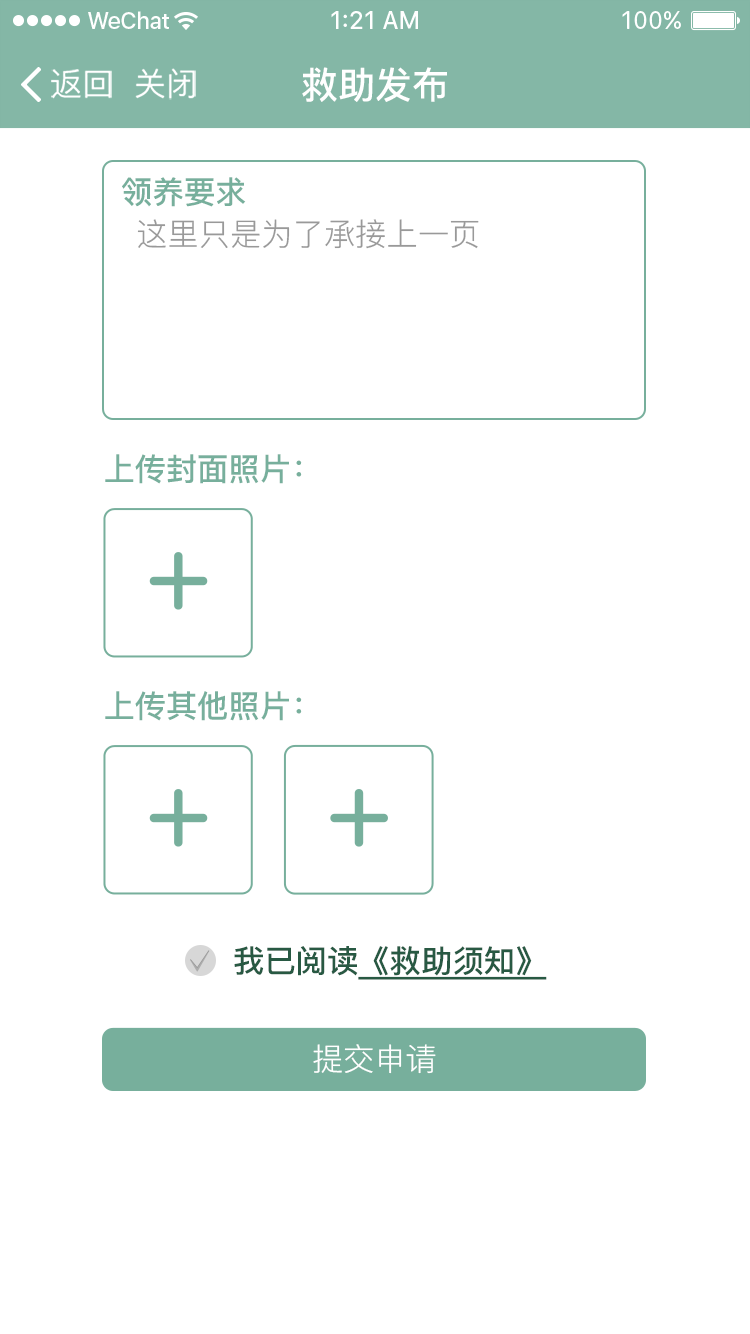 WeChat 1:21 AM 100%
返回 关闭 救助发布
领养要求
这里只是为了承接上一页
上传封面照片：
上传其他照片：
我已阅读《救助须知》
提交申请